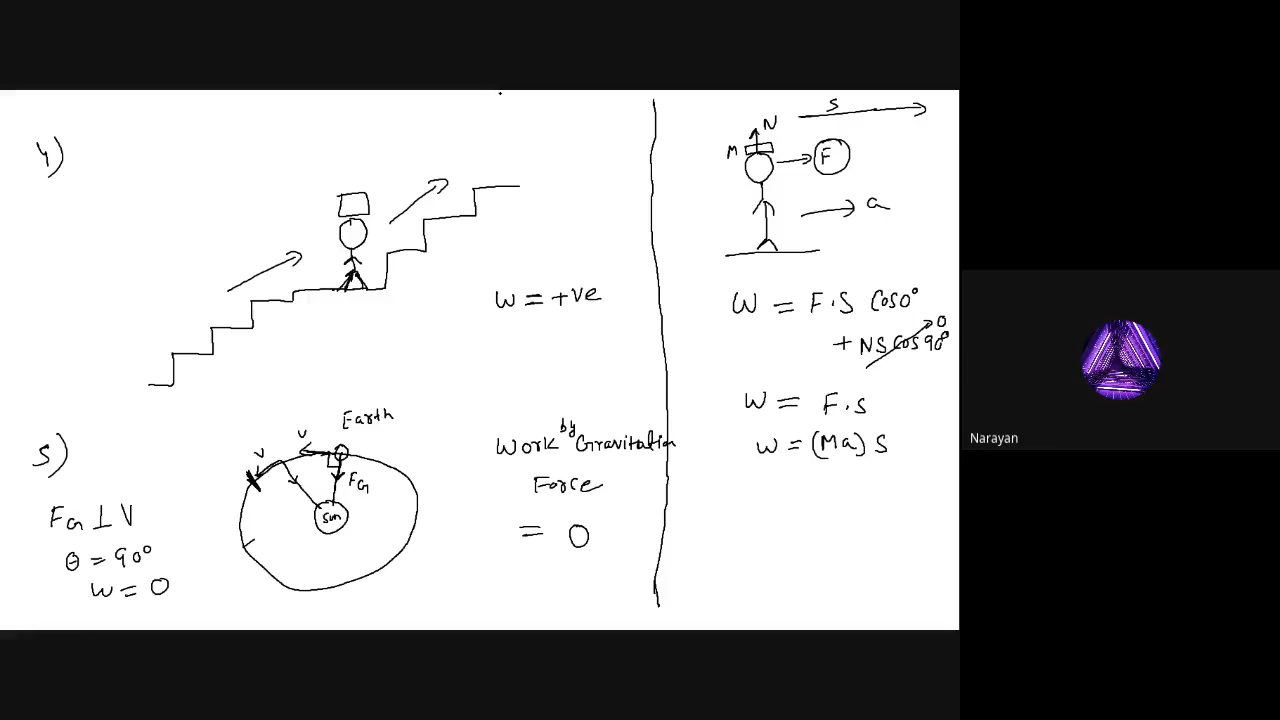 4)
W = +ve
5)
Earth
V
V
FG
Sun
FG ⊥ V
θ = 90°
W = 0
Work by Gravitation
Force
= 0
S
N
M
F
a
W = F.S Cos0°
+ NS Cos90° 0
W = F.S
W = (Ma) S
Narayan